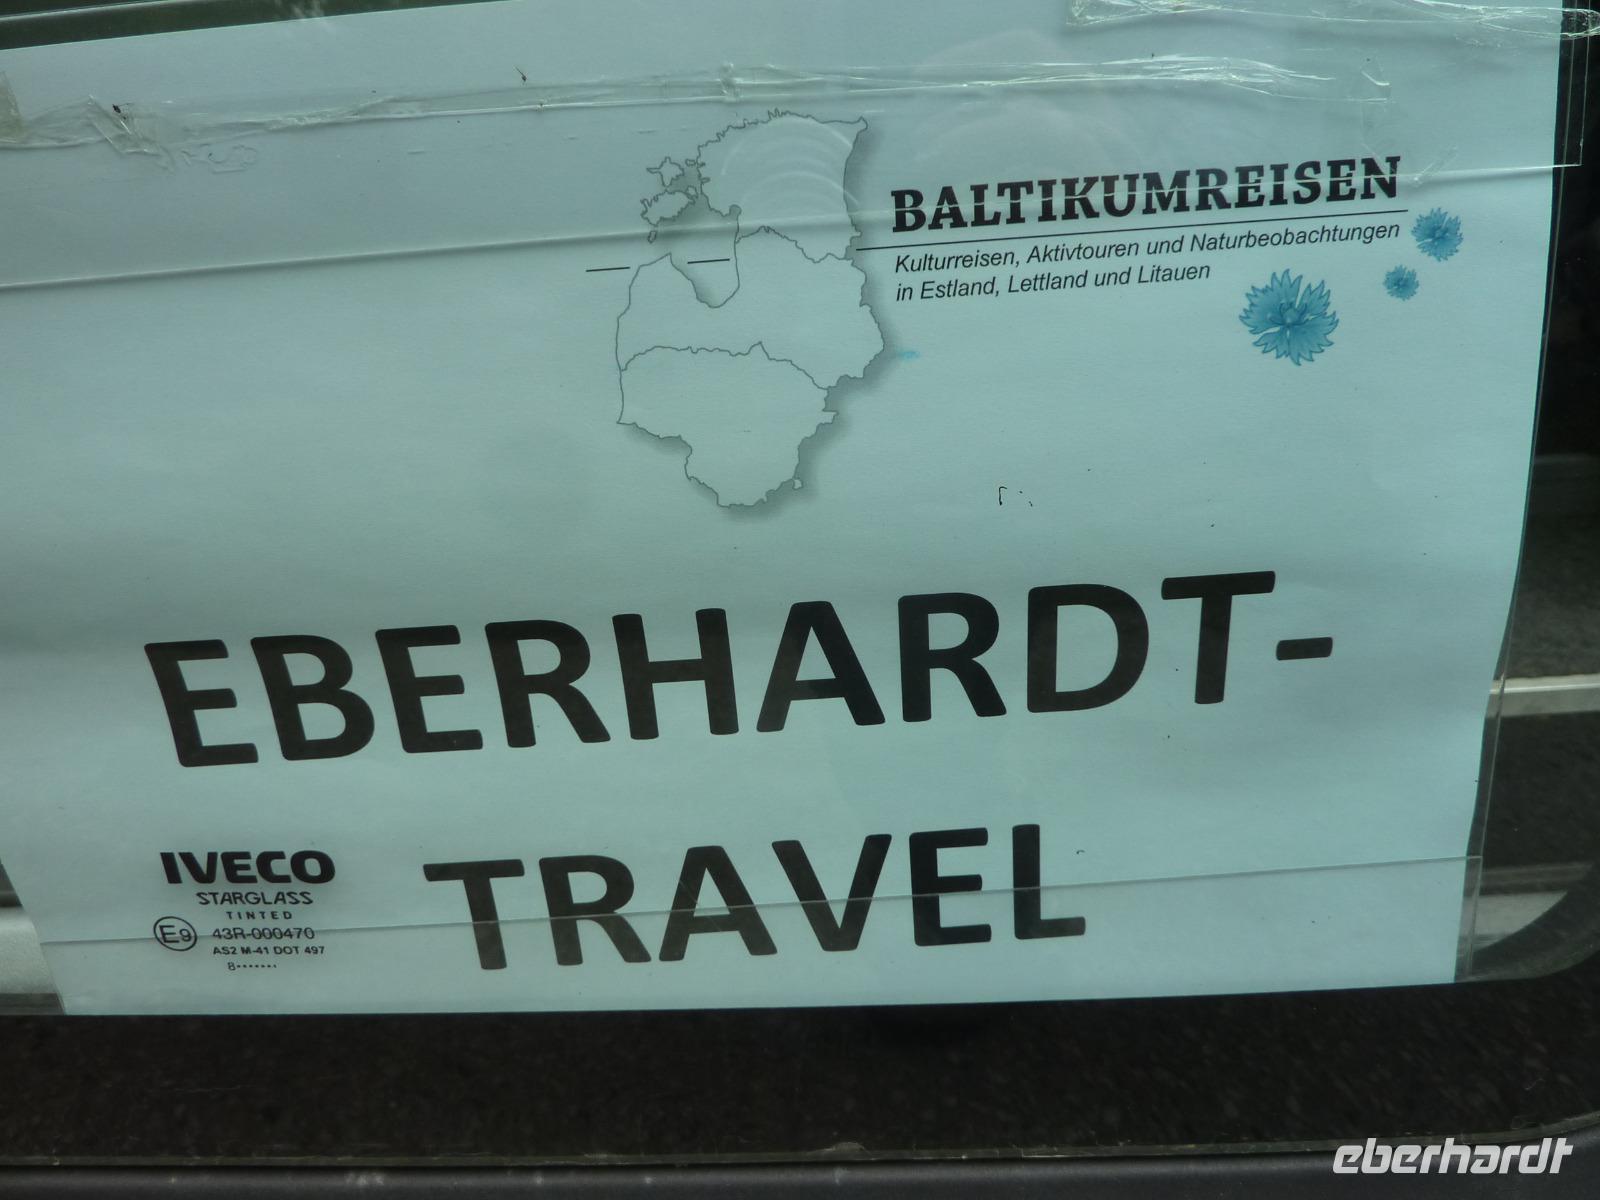 BALTIKUMREISEN
Kulturreisen, Aktivtouren und Naturbeobachtungen
in Estland, Lettland und Litauen
EBERHARDT-
TRAVEL
IVECO
STARGLASS
TINTED
E9 43R-000470
AS2 M-41 DOT 497
8.......
eberhardt